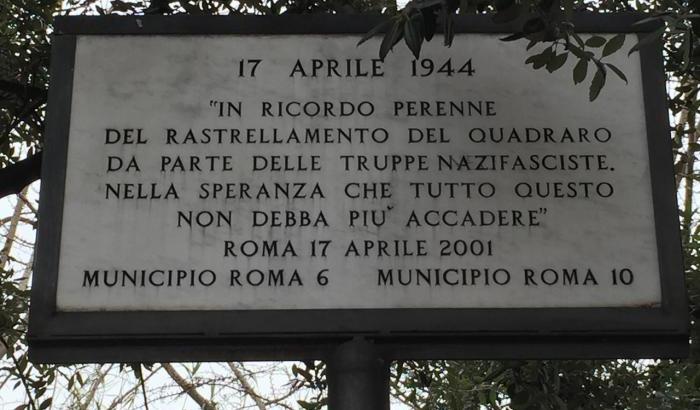 17 APRILE 1944
"IN RICORDO PERENNE
DEL RASTRELLAMENTO DEL QUADRARO
DA PARTE DELLE TRUPPE NAZIFASCISTE.
NELLA SPERANZA CHE TUTTO QUESTO
NON DEBBA PIU' ACCADERE"
ROMA 17 APRILE 2001
MUNICIPIO ROMA 6 MUNICIPIO ROMA 10